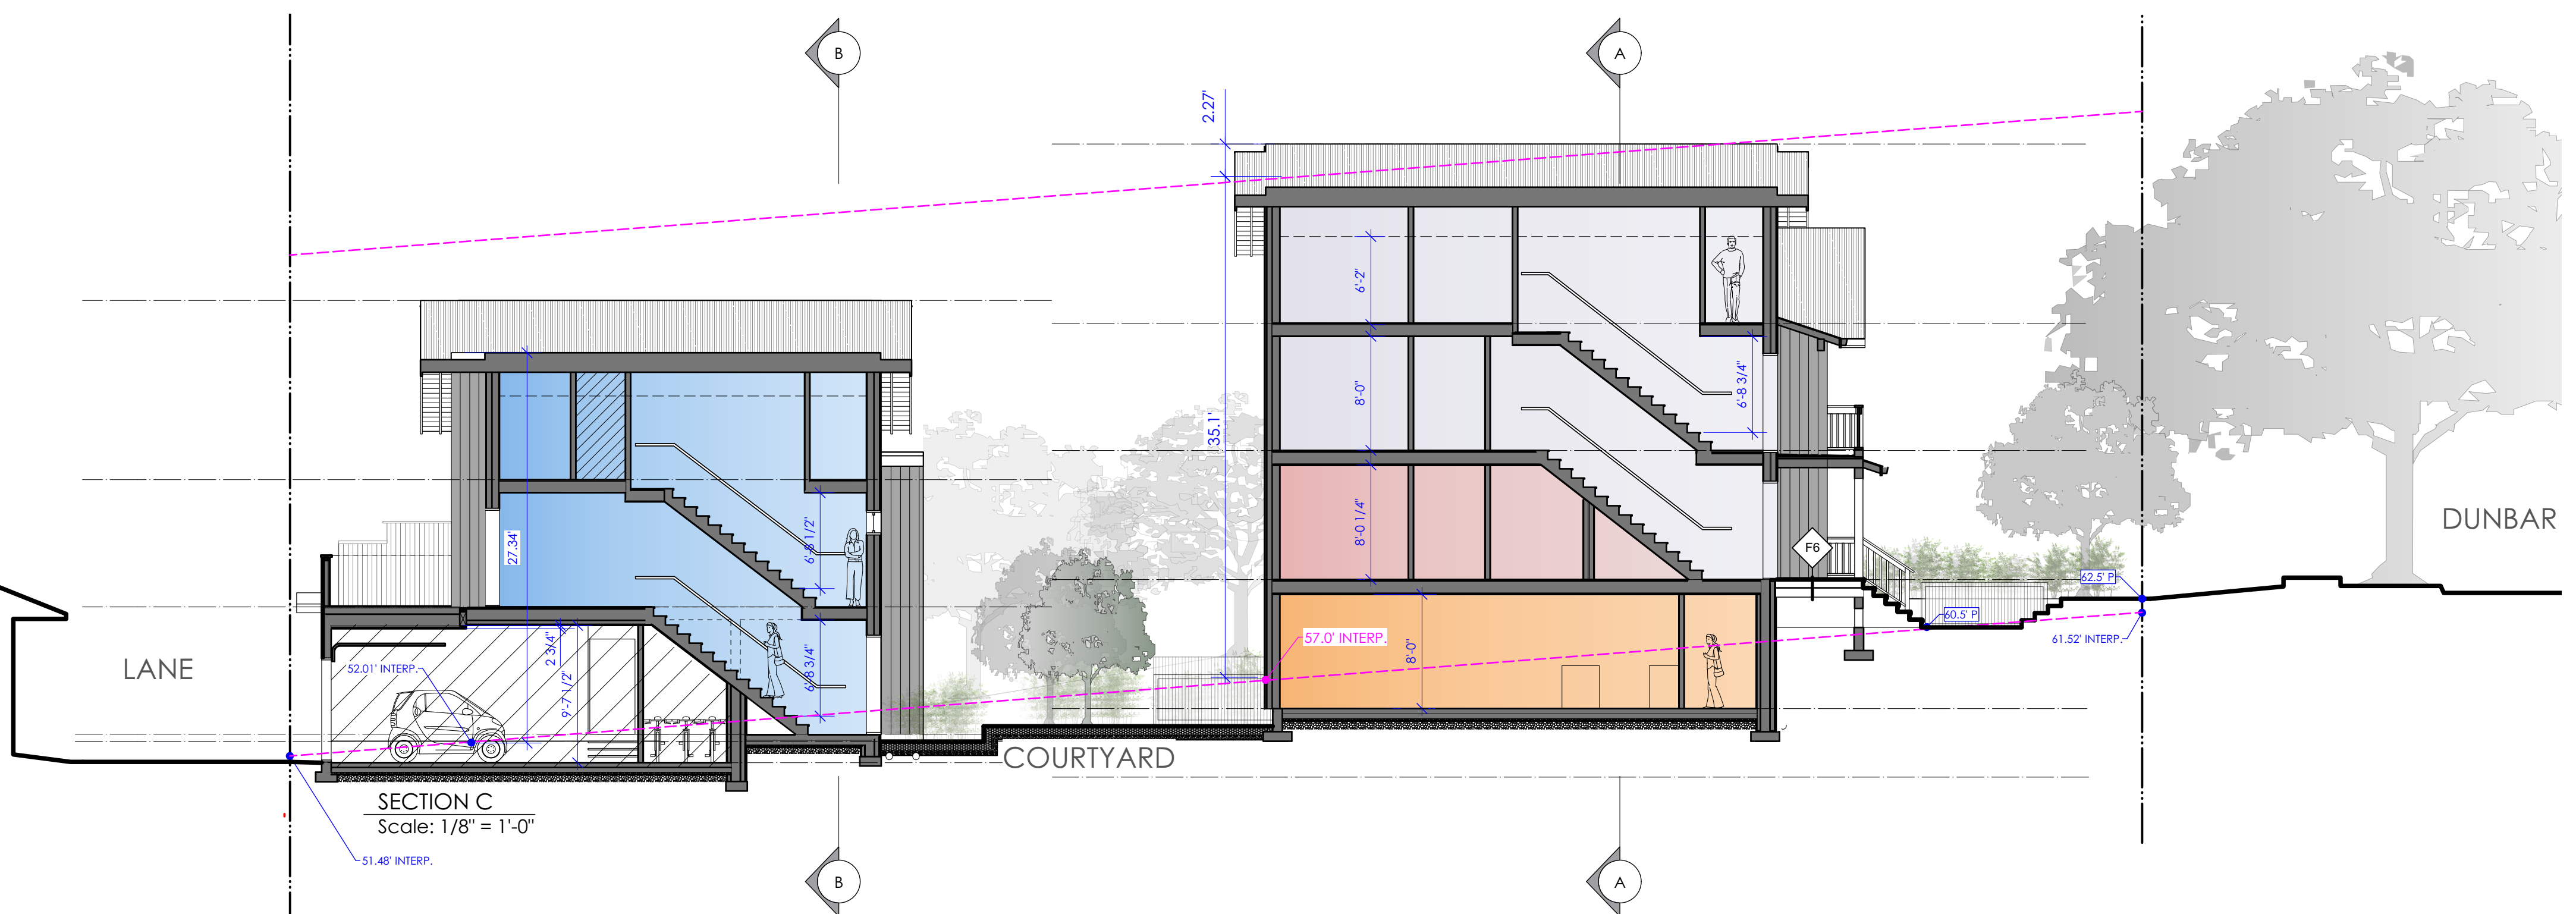 B
A
2.27'
6'-2"
8'-0"
6'-8 3/4"
35.1'
27.34'
6'-8 1/2"
8'-0 1/4"
F6
DUNBAR
62.5' P
60.5' P
61.52' INTERP.
57.0' INTERP.
8'-0"
LANE
52.01' INTERP.
2 3/4"
9'-7 1/2"
6'-8 3/4"
COURTYARD
SECTION C
Scale: 1/8" = 1'-0"
51.48' INTERP.
B
A